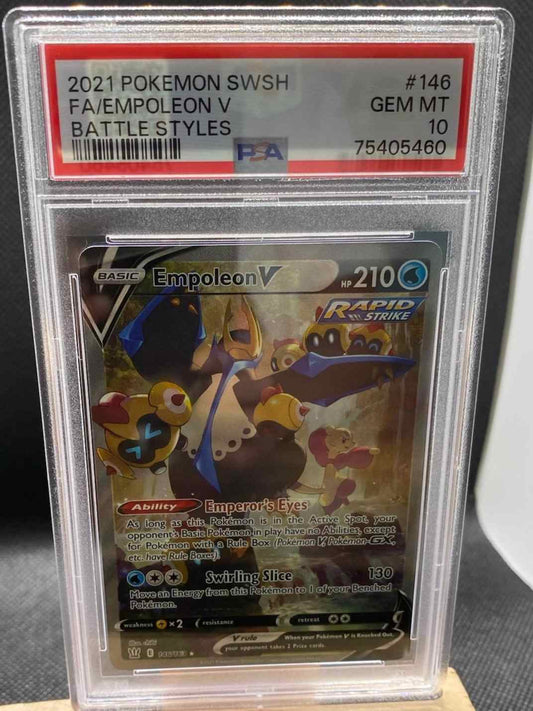 2021 POKEMON SWSH #146
FA/EMPOLEON V GEM MT
BATTLE STYLES 10
PSA 75405460
BASIC Empoleon V HP 210
RAPID
STRIKE
Ability Emperor's Eyes
As long as this Pokémon is in the Active Spot, your
opponent's Basic Pokémon in play have no Abilities, except
for Pokémon with a Rule Box (Pokémon V, Pokémon-GX,
etc. have Rule Boxes).
Swirling Slice 130
Move an Energy from this Pokémon to 1 of your Benched
Pokémon.
weakness ×2 resistance retreat
V rule When your Pokémon V is Knocked Out,
your opponent takes 2 Prize cards.
146/163